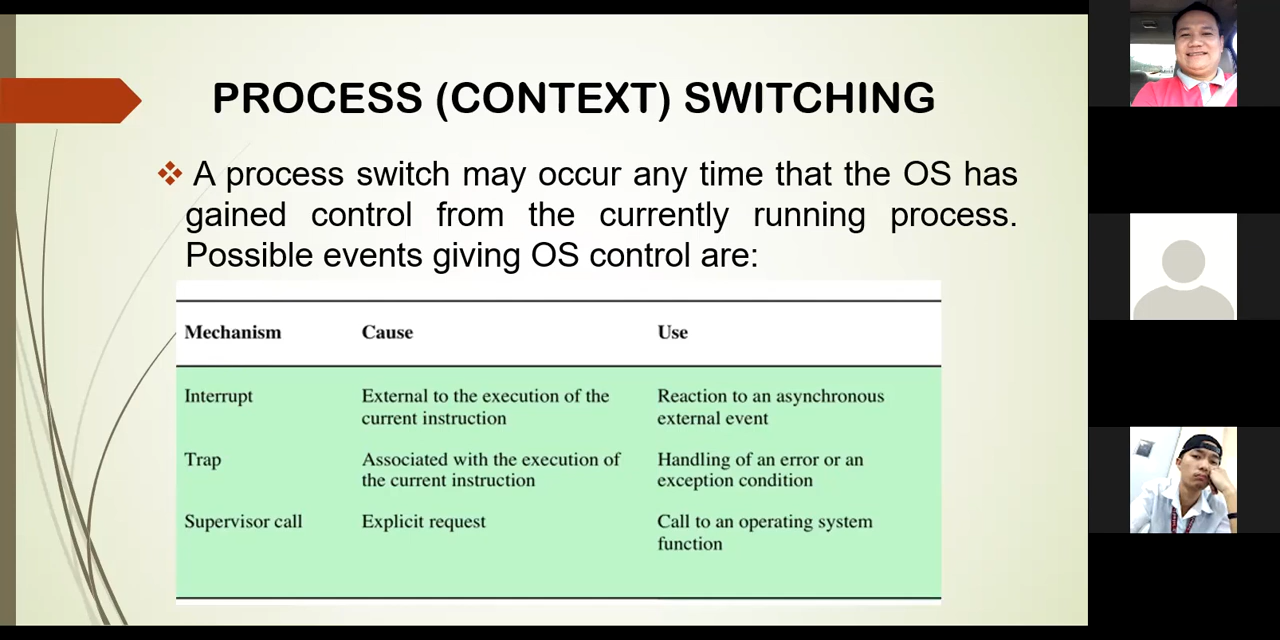 PROCESS (CONTEXT) SWITCHING
A process switch may occur any time that the OS has
gained control from the currently running process.
Possible events giving OS control are:
Mechanism Cause Use
Interrupt External to the execution of the Reaction to an asynchronous
current instruction external event
Trap Associated with the execution of Handling of an error or an
the current instruction exception condition
Supervisor call Explicit request Call to an operating system
function